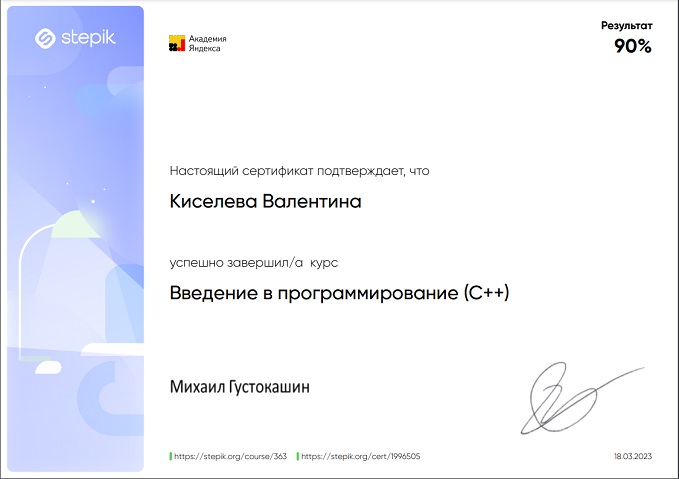 stepik
Академия
Яндекса
Результат
90%
Настоящий сертификат подтверждает, что
Киселева Валентина
успешно завершил/а курс
Введение в программирование (C++)
Михаил Густокашин
https://stepik.org/course/363 https://stepik.org/cert/1996505
18.03.2023